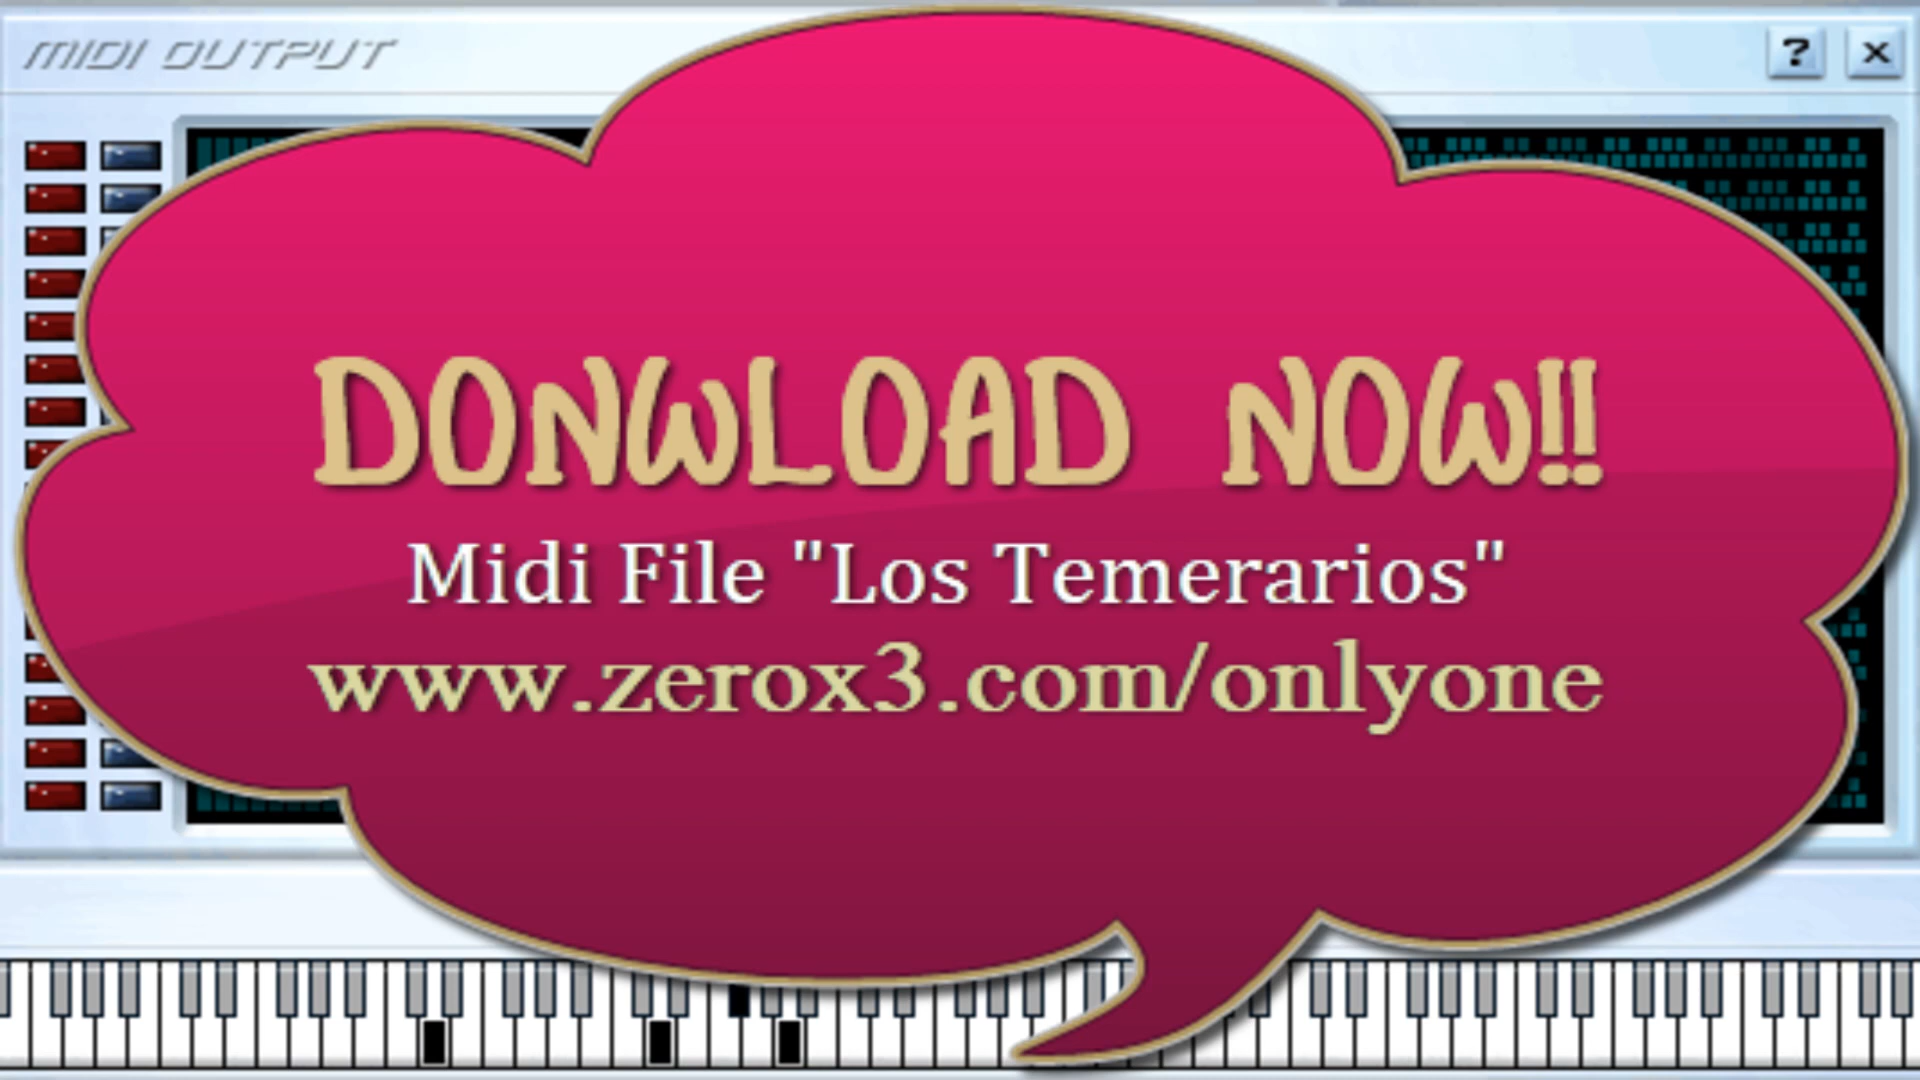 MIDI OUTPUT
? x
DONWLOAD NOW!!
Midi File "Los Temerarios"
www.zerox3.com/onlyone